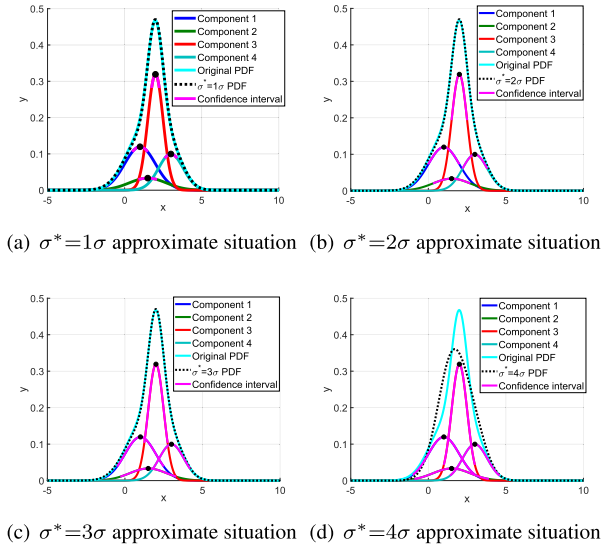 0.5
0.4
0.3
0.2
0.1
0
-5
0
5
10
x
y
Component 1
Component 2
Component 3
Component 4
Original PDF
σ*=1σ PDF
Confidence interval
0.5
0.4
0.3
0.2
0.1
0
-5
0
5
10
x
y
Component 1
Component 2
Component 3
Component 4
Original PDF
σ*=2σ PDF
Confidence interval
(a) σ*=1σ approximate situation
(b) σ*=2σ approximate situation
0.5
0.4
0.3
0.2
0.1
0
-5
0
5
10
x
y
Component 1
Component 2
Component 3
Component 4
Original PDF
σ*=3σ PDF
Confidence interval
0.5
0.4
0.3
0.2
0.1
0
-5
0
5
10
x
y
Component 1
Component 2
Component 3
Component 4
Original PDF
σ*=4σ PDF
Confidence interval
(c) σ*=3σ approximate situation
(d) σ*=4σ approximate situation